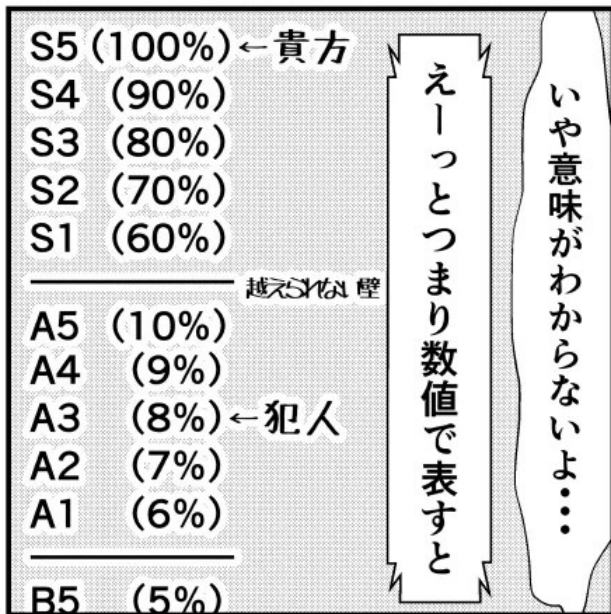 いや意味がわからないよ・・・
えーっとつまり数値で表すと
S5 (100%)←貴方
S4 (90%)
S3 (80%)
S2 (70%)
S1 (60%)
越えられない壁
A5 (10%)
A4 (9%)
A3 (8%)←犯人
A2 (7%)
A1 (6%)
B5 (5%)